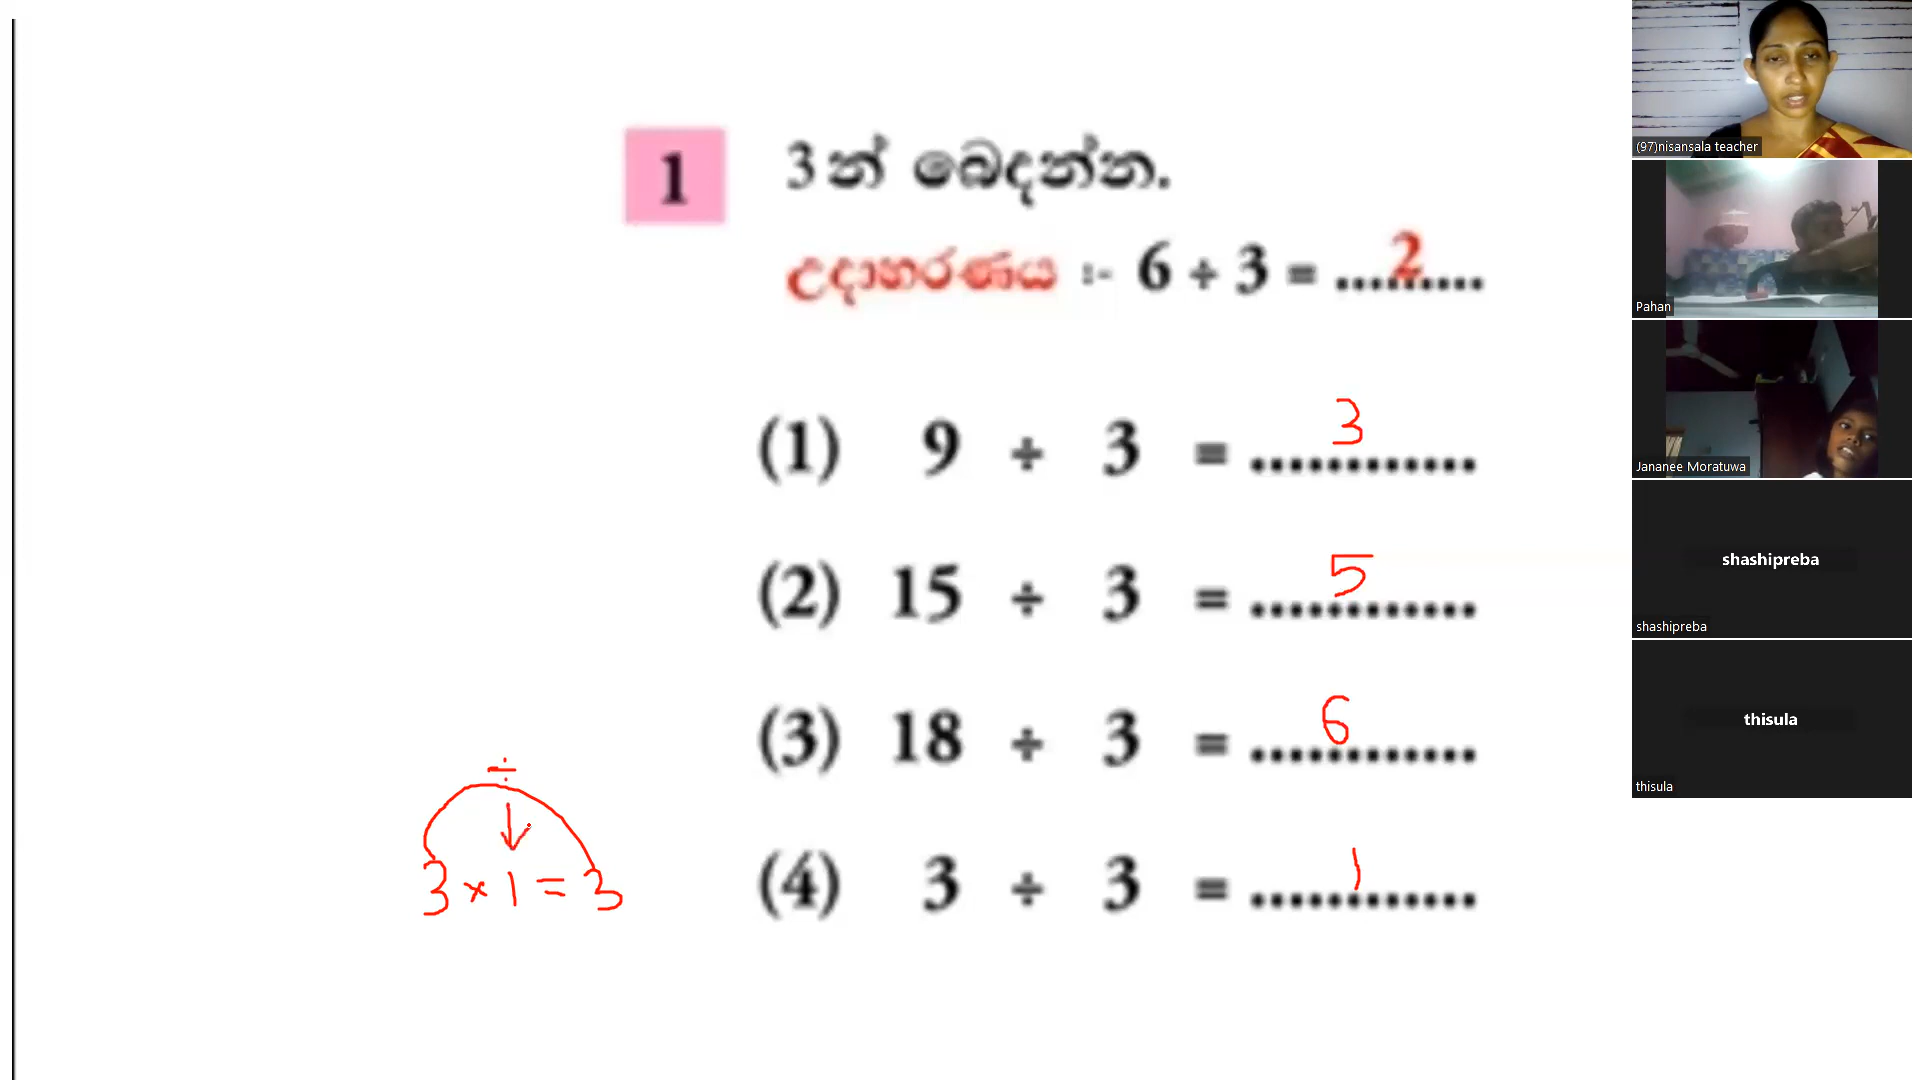 1 3න් බෙදන්න.
උදාහරණය :- 6 ÷ 3 = ....2.....
(1) 9 ÷ 3 = ............ 3
(2) 15 ÷ 3 = ............ 5
(3) 18 ÷ 3 = ............ 6
(4) 3 ÷ 3 = ............ 1
÷
3 × 1 = 3
(97)nisansala teacher
Pahan
Jananee Moratuwa
shashipreba
shashipreba
thisula
thisula